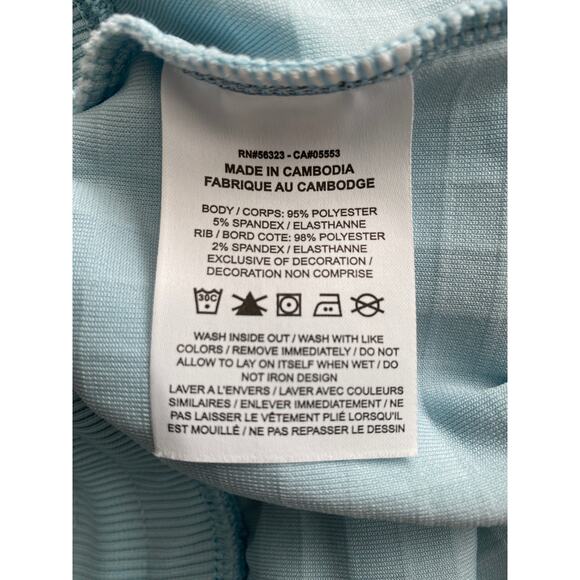 RN#56323 - CA#05553
MADE IN CAMBODIA
FABRIQUE AU CAMBODGE
BODY / CORPS: 95% POLYESTER
5% SPANDEX / ELASTHANNE
RIB / BORD COTE: 98% POLYESTER
2% SPANDEX / ELASTHANNE
EXCLUSIVE OF DECORATION /
DECORATION NON COMPRISE
30C
WASH INSIDE OUT / WASH WITH LIKE
COLORS / REMOVE IMMEDIATELY / DO NOT
ALLOW TO LAY ON ITSELF WHEN WET / DO
NOT IRON DESIGN
LAVER A L'ENVERS / LAVER AVEC COULEURS
SIMILAIRES / ENLEVER IMMEDIATEMENT / NE
PAS LAISSER LE VÊTEMENT PLIÉ LORSQU'IL
EST MOUILLÉ / NE PAS REPASSER LE DESSIN